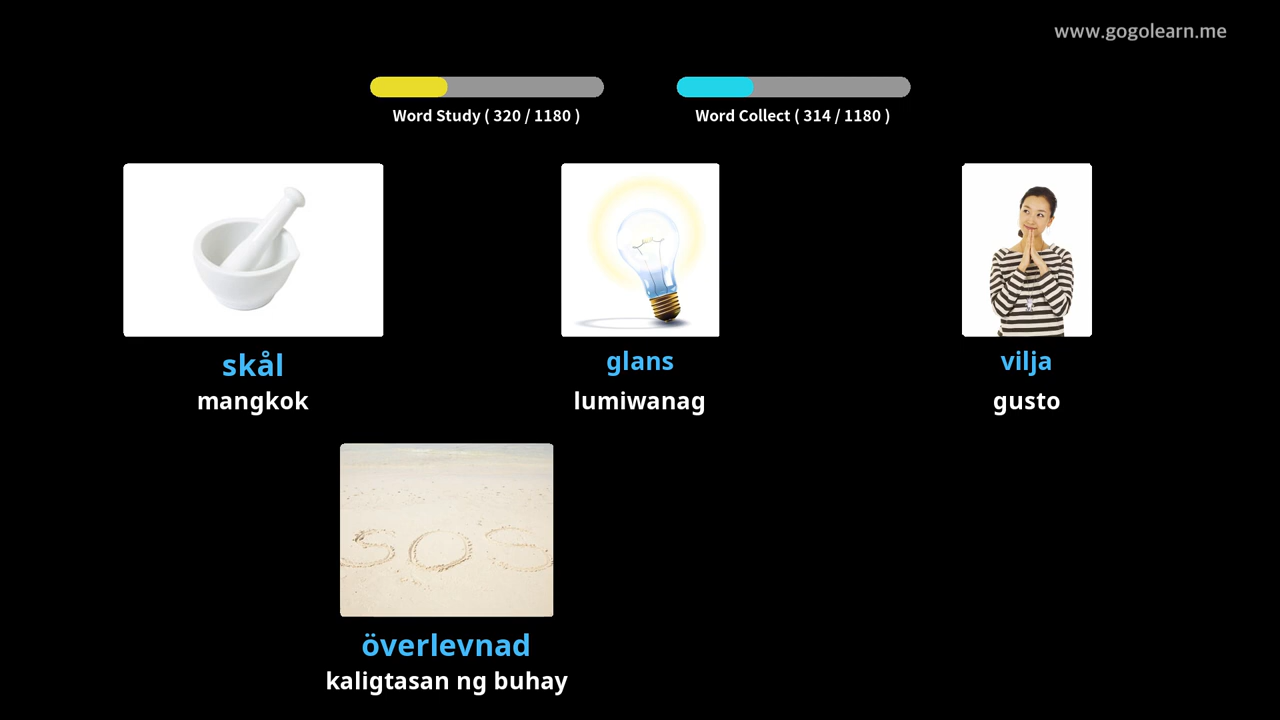 www.gogolearn.me
Word Study ( 320 / 1180 )
Word Collect ( 314 / 1180 )
skål
glans
vilja
mangkok
lumiwanag
gusto
SOS
överlevnad
kaligtasan ng buhay